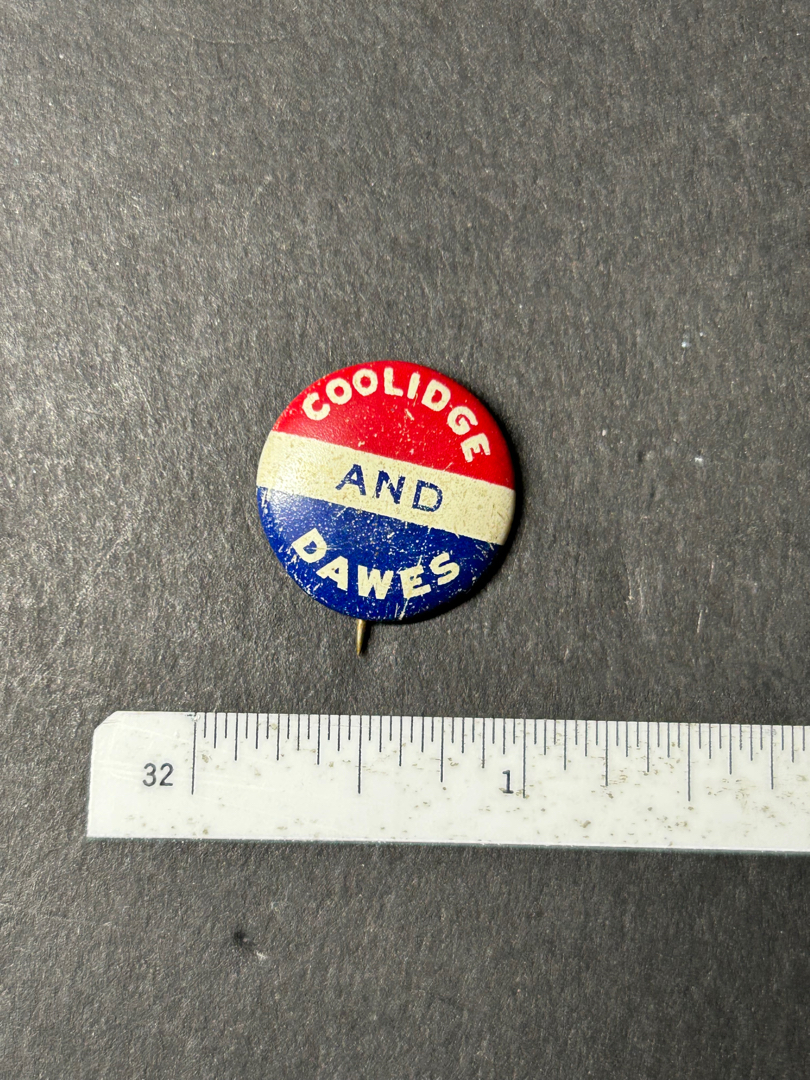 COOLIDGE
AND
DAWES
32 1